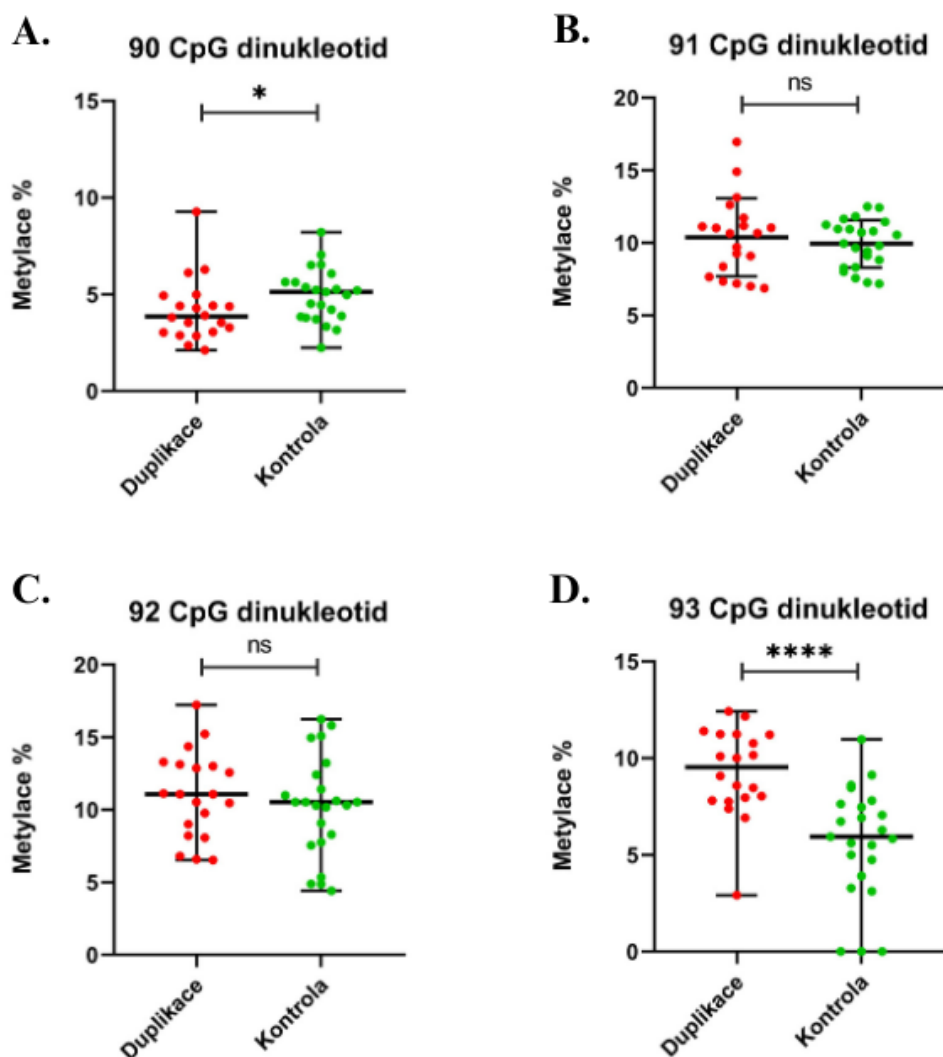 A.
90 CpG dinukleotid
*
Metylace %
15
10
5
0
Duplikace
Kontrola
B.
91 CpG dinukleotid
ns
Metylace %
20
15
10
5
0
Duplikace
Kontrola
C.
92 CpG dinukleotid
ns
Metylace %
20
15
10
5
0
Duplikace
Kontrola
D.
93 CpG dinukleotid
****
Metylace %
15
10
5
0
Duplikace
Kontrola